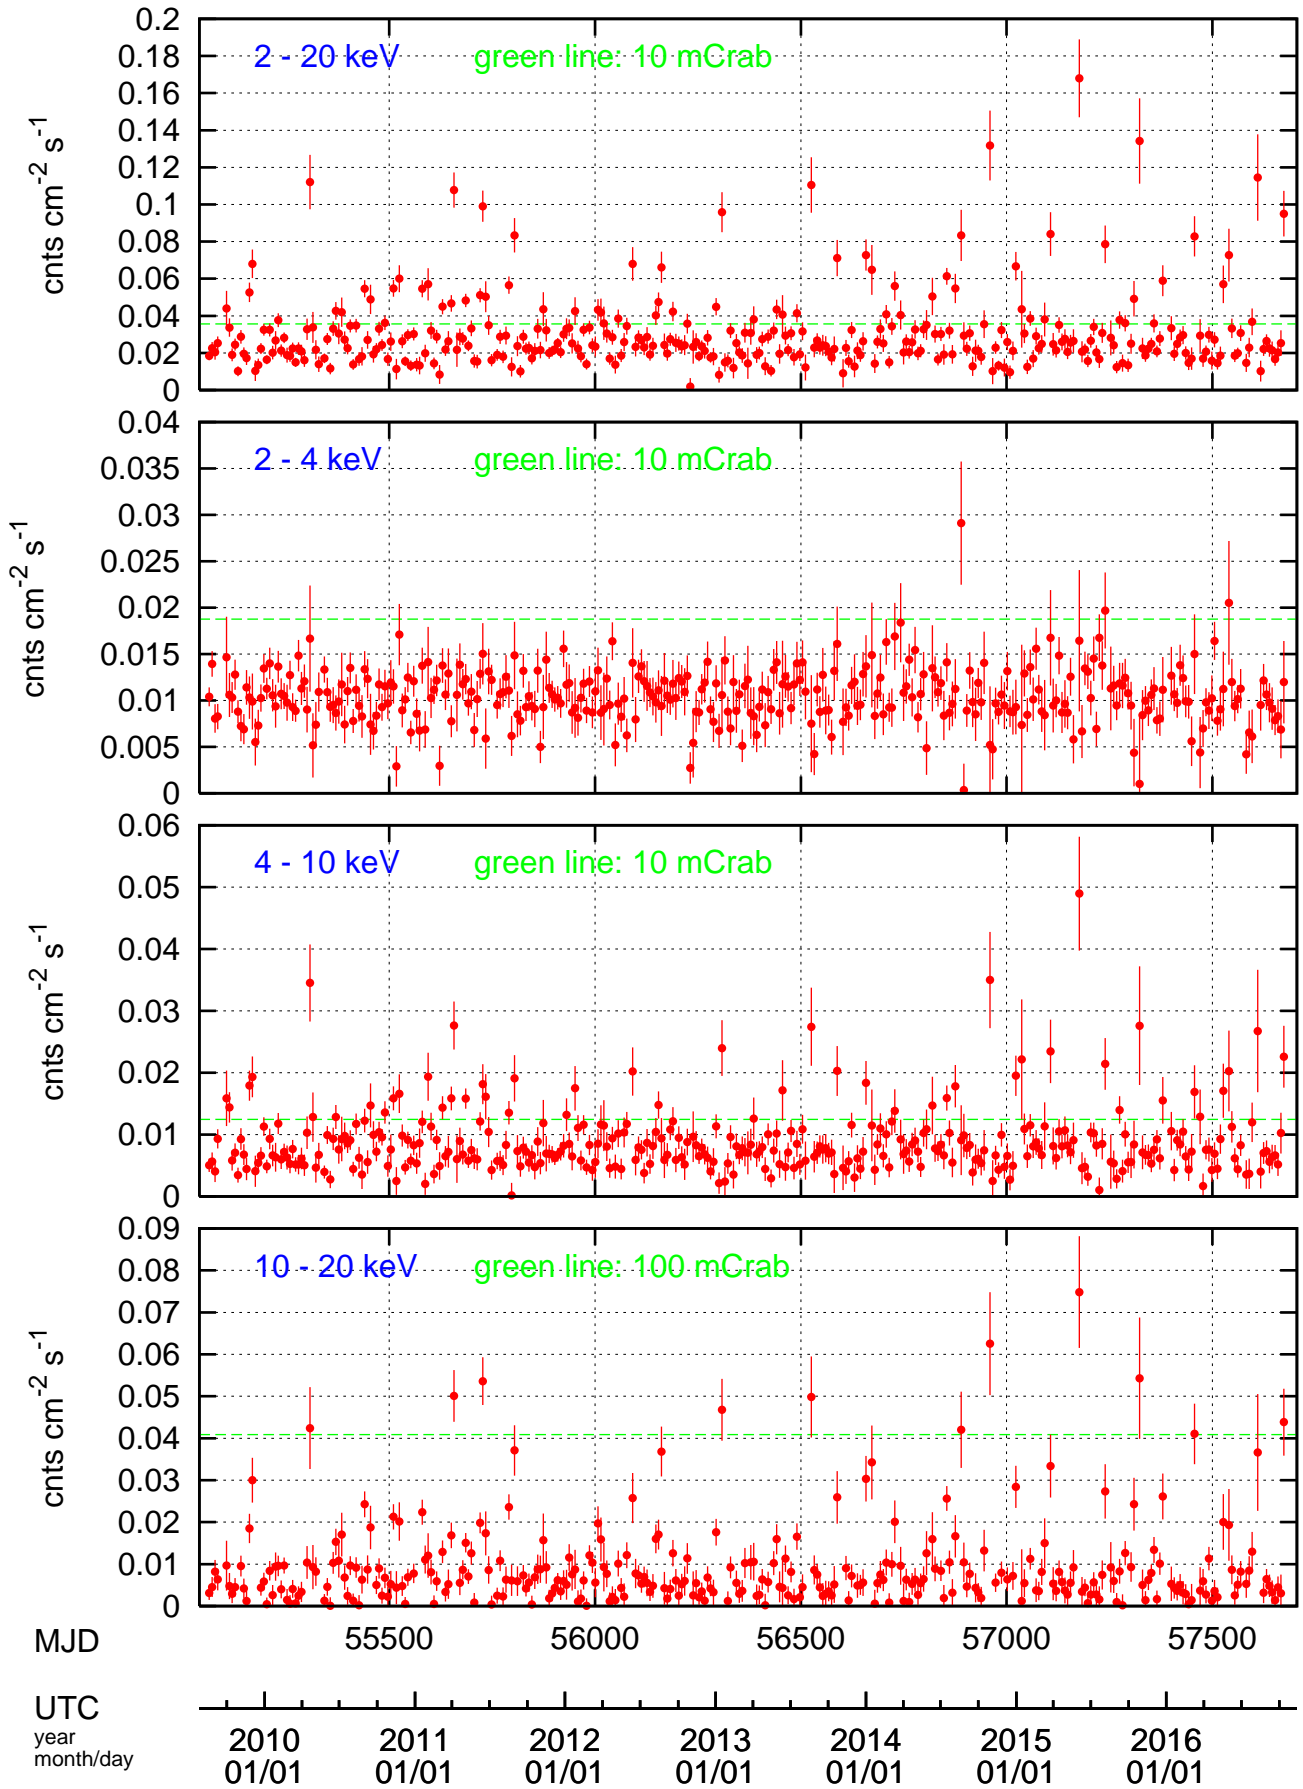 0.2
0.18
0.16
0.14
0.12
0.1
0.08
0.06
0.04
0.02
0
cnts cm⁻² s⁻¹
2 - 20 keV green line: 10 mCrab
0.04
0.035
0.03
0.025
0.02
0.015
0.01
0.005
0
cnts cm⁻² s⁻¹
2 - 4 keV green line: 10 mCrab
0.06
0.05
0.04
0.03
0.02
0.01
0
cnts cm⁻² s⁻¹
4 - 10 keV green line: 10 mCrab
0.09
0.08
0.07
0.06
0.05
0.04
0.03
0.02
0.01
0
cnts cm⁻² s⁻¹
10 - 20 keV green line: 100 mCrab
MJD 55500 56000 56500 57000 57500
UTC
year
month/day
2010 2011 2012 2013 2014 2015 2016
01/01 01/01 01/01 01/01 01/01 01/01 01/01